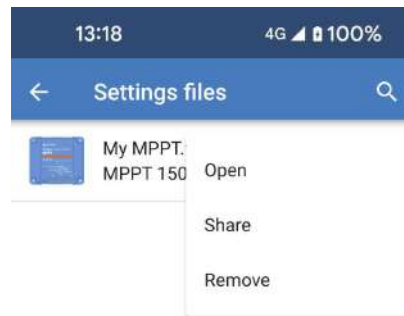 13:18 4G 100%
Settings files
My MPPT.
MPPT 150
Open
Share
Remove